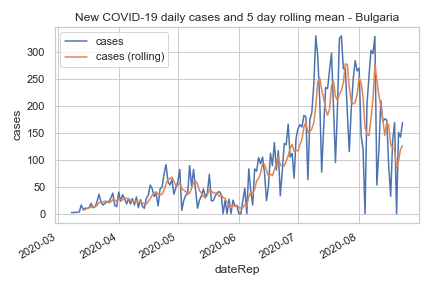 New COVID-19 daily cases and 5 day rolling mean - Bulgaria
cases
cases (rolling)
300
250
200
150
100
50
0
cases
2020-03
2020-04
2020-05
2020-06
2020-07
2020-08
dateRep